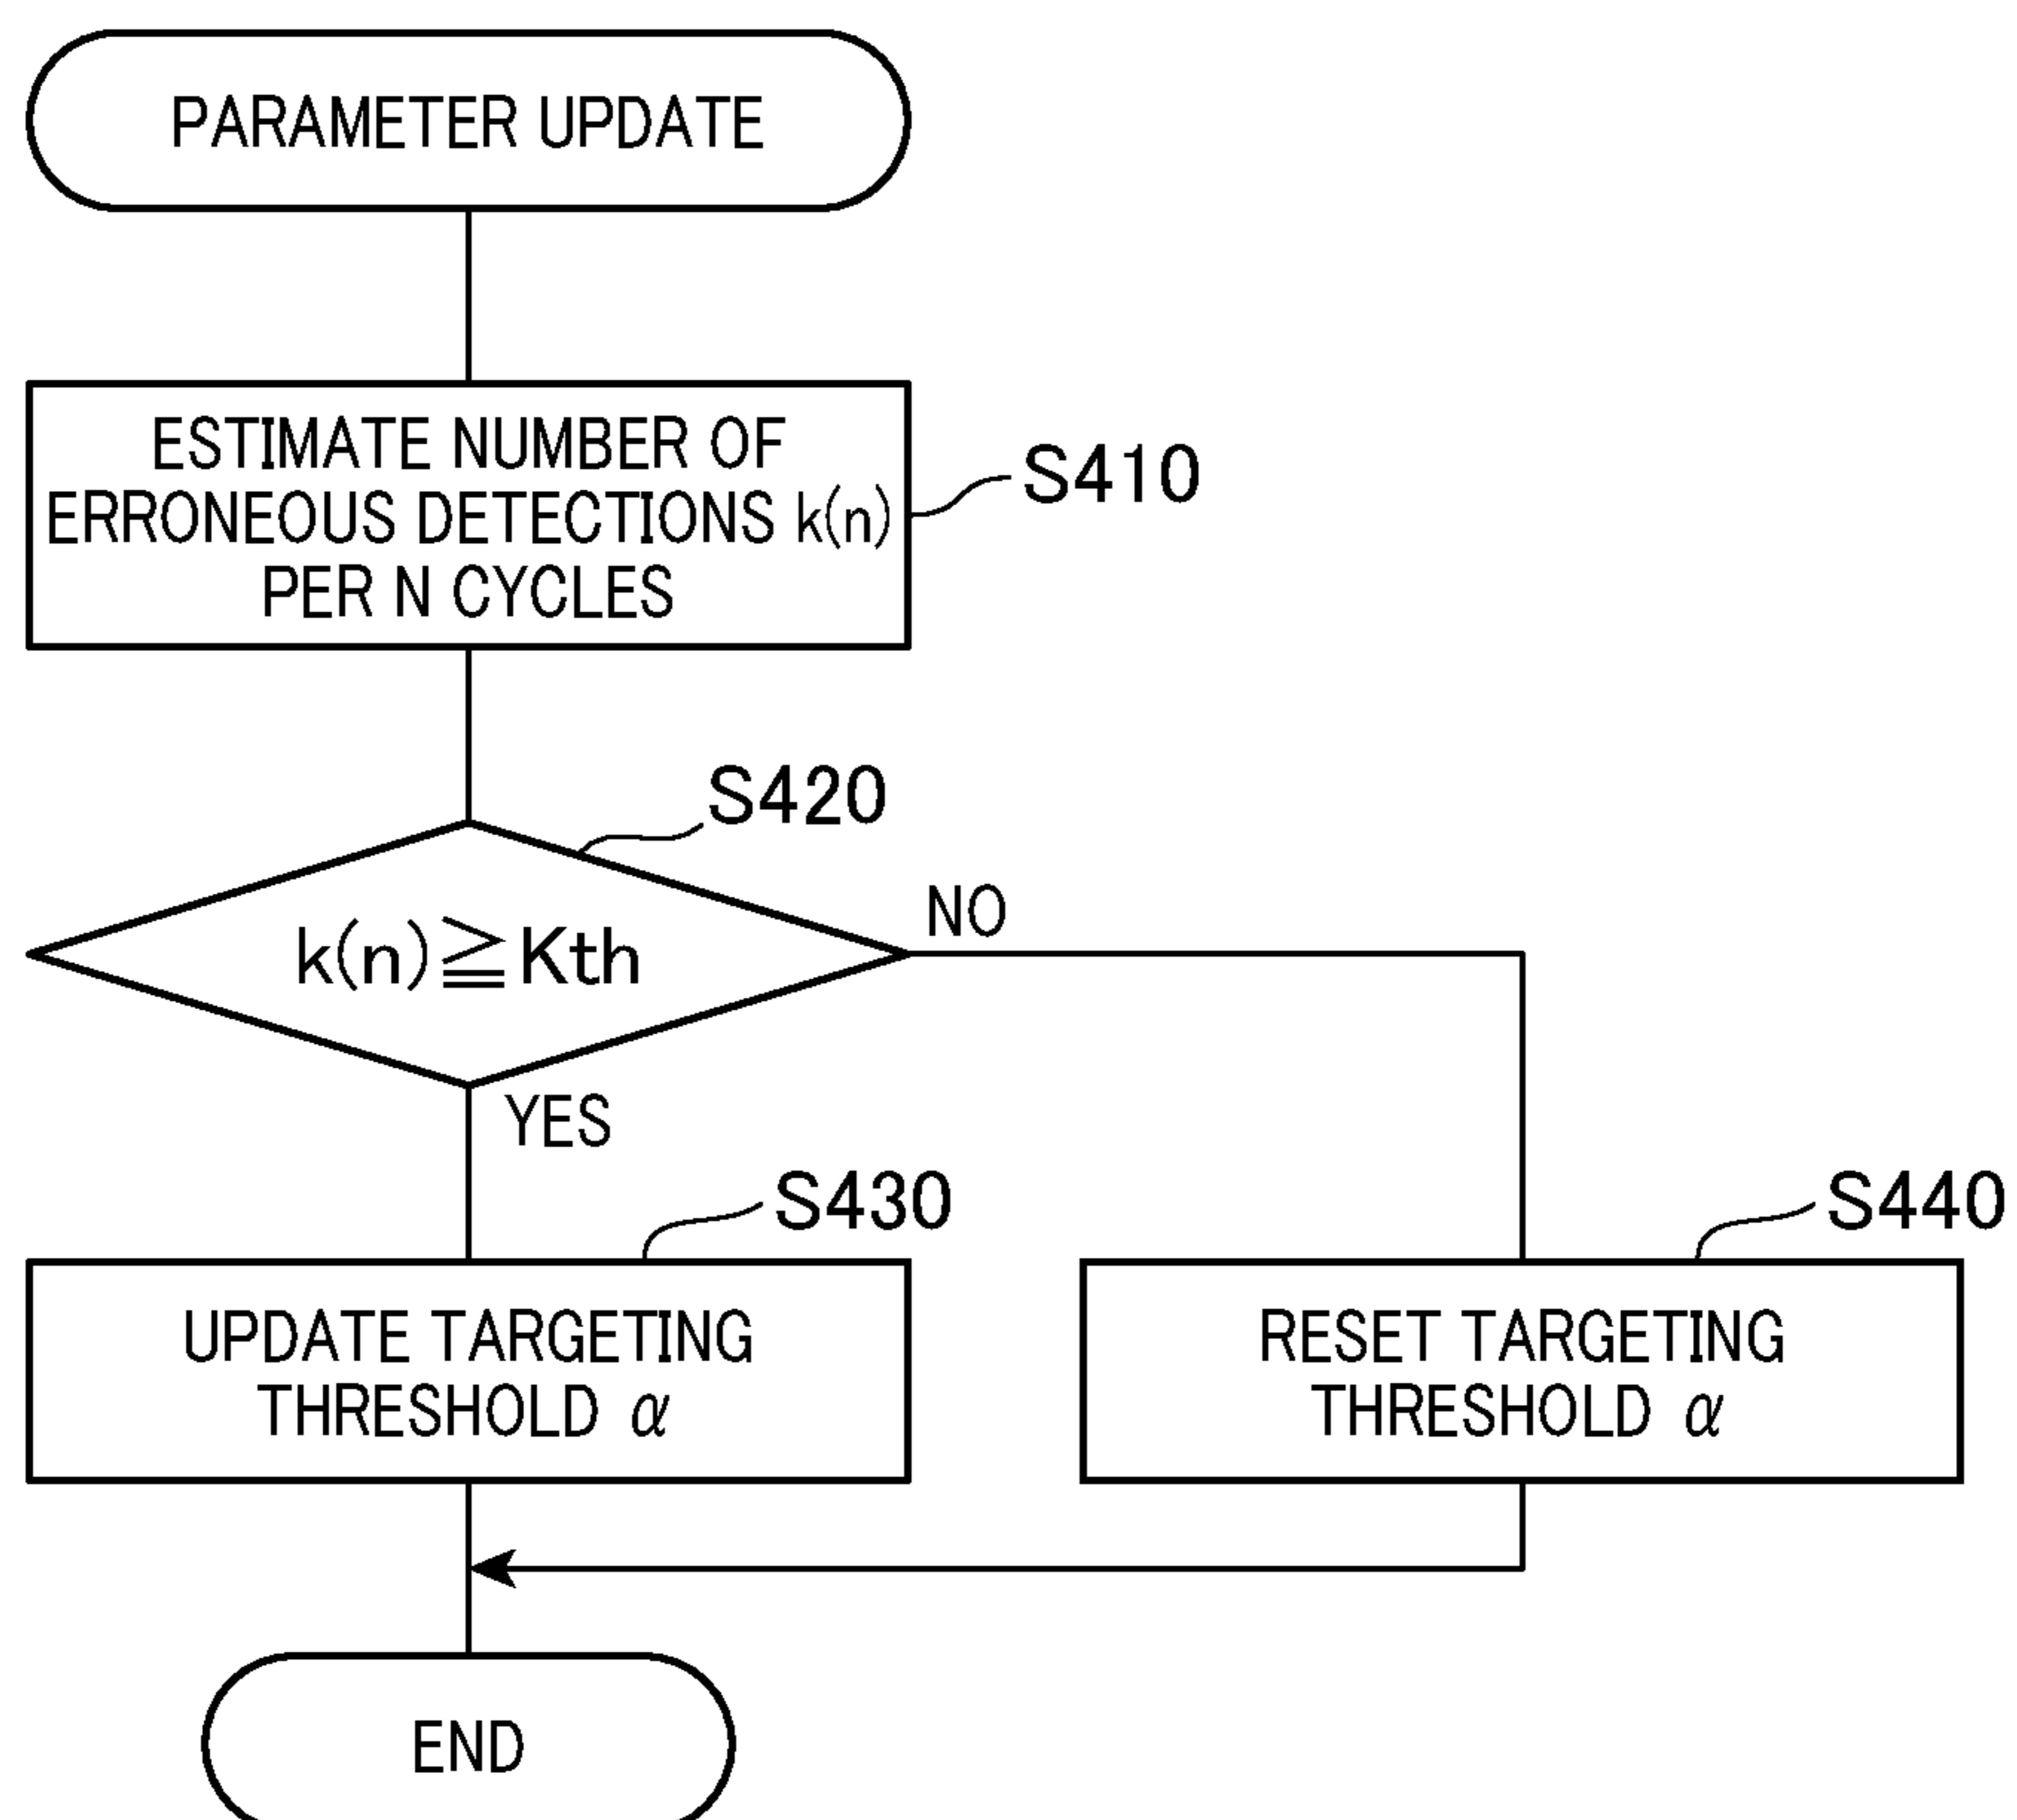 PARAMETER UPDATE
ESTIMATE NUMBER OF
ERRONEOUS DETECTIONS k(n)
PER N CYCLES
S410
S420
k(n)≧Kth
NO
YES
S430
UPDATE TARGETING
THRESHOLD α
S440
RESET TARGETING
THRESHOLD α
END